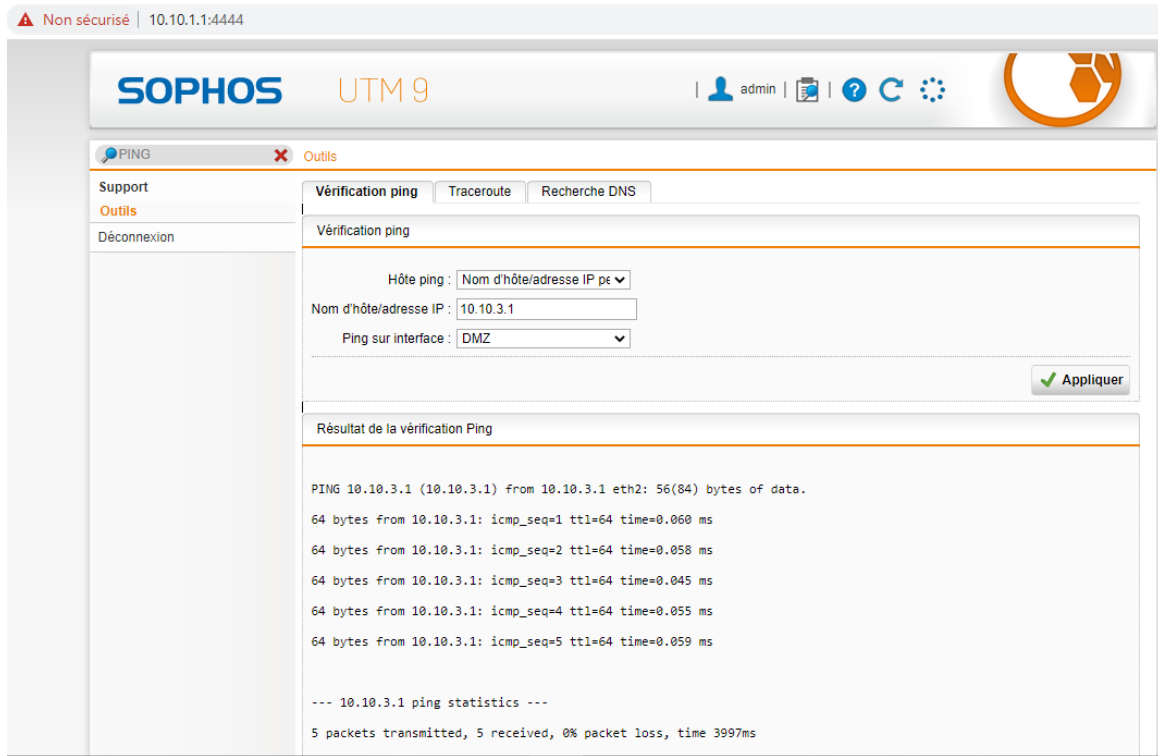 Non sécurisé | 10.10.1.1:4444
SOPHOS UTM 9
| admin | | ?
PING
Outils
Support
Outils
Déconnexion
Vérification ping Traceroute Recherche DNS
Vérification ping
Hôte ping : Nom d'hôte/adresse IP pe
Nom d'hôte/adresse IP : 10.10.3.1
Ping sur interface : DMZ
Appliquer
Résultat de la vérification Ping
PING 10.10.3.1 (10.10.3.1) from 10.10.3.1 eth2: 56(84) bytes of data.
64 bytes from 10.10.3.1: icmp_seq=1 ttl=64 time=0.060 ms
64 bytes from 10.10.3.1: icmp_seq=2 ttl=64 time=0.058 ms
64 bytes from 10.10.3.1: icmp_seq=3 ttl=64 time=0.045 ms
64 bytes from 10.10.3.1: icmp_seq=4 ttl=64 time=0.055 ms
64 bytes from 10.10.3.1: icmp_seq=5 ttl=64 time=0.059 ms
--- 10.10.3.1 ping statistics ---
5 packets transmitted, 5 received, 0% packet loss, time 3997ms